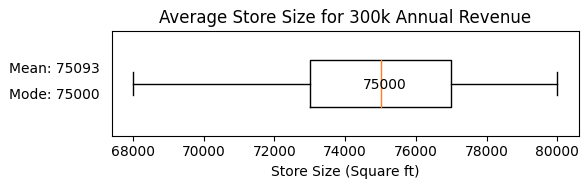 Average Store Size for 300k Annual Revenue
Mean: 75093
Mode: 75000
75000
68000 70000 72000 74000 76000 78000 80000
Store Size (Square ft)